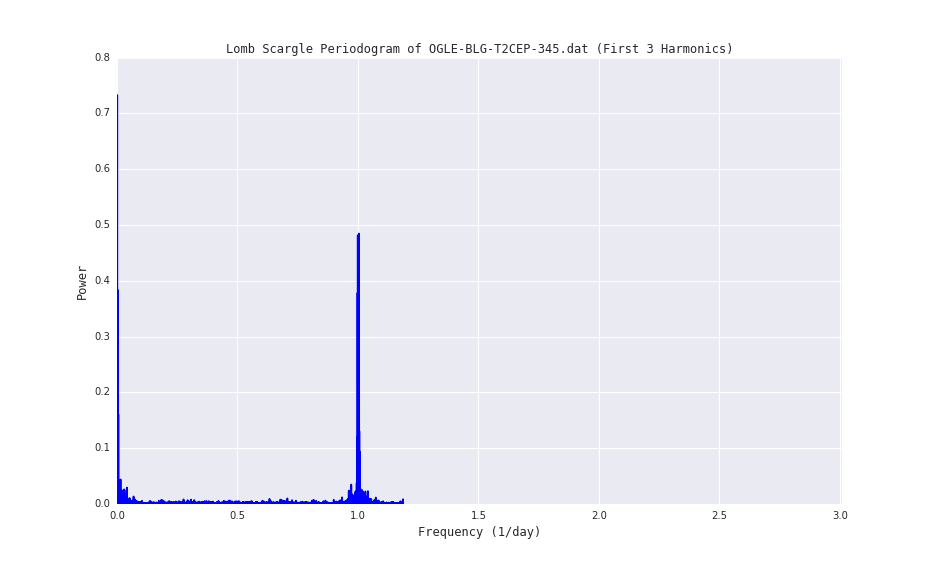 Lomb Scargle Periodogram of OGLE-BLG-T2CEP-345.dat (First 3 Harmonics)
0.8
0.7
0.6
0.5
0.4
0.3
0.2
0.1
0.0
Power
0.0 0.5 1.0 1.5 2.0 2.5 3.0
Frequency (1/day)